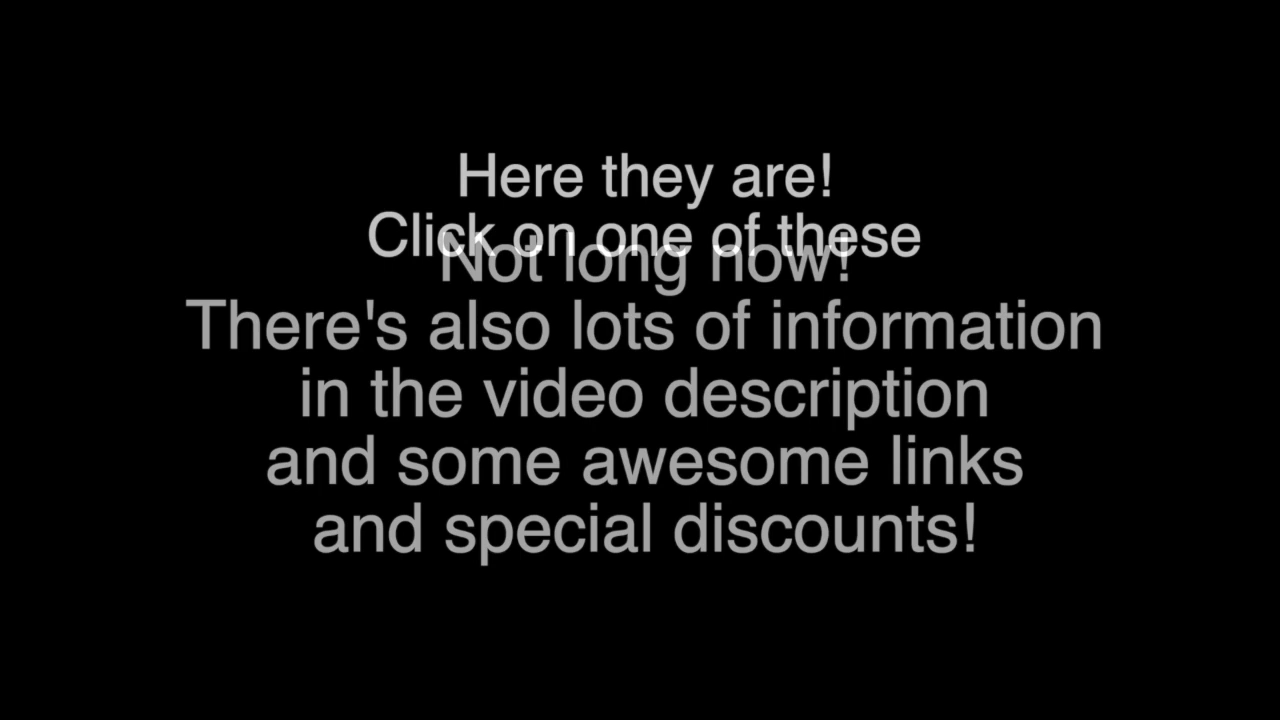 Here they are!
Click on one of these
Not long now!
There's also lots of information
in the video description
and some awesome links
and special discounts!